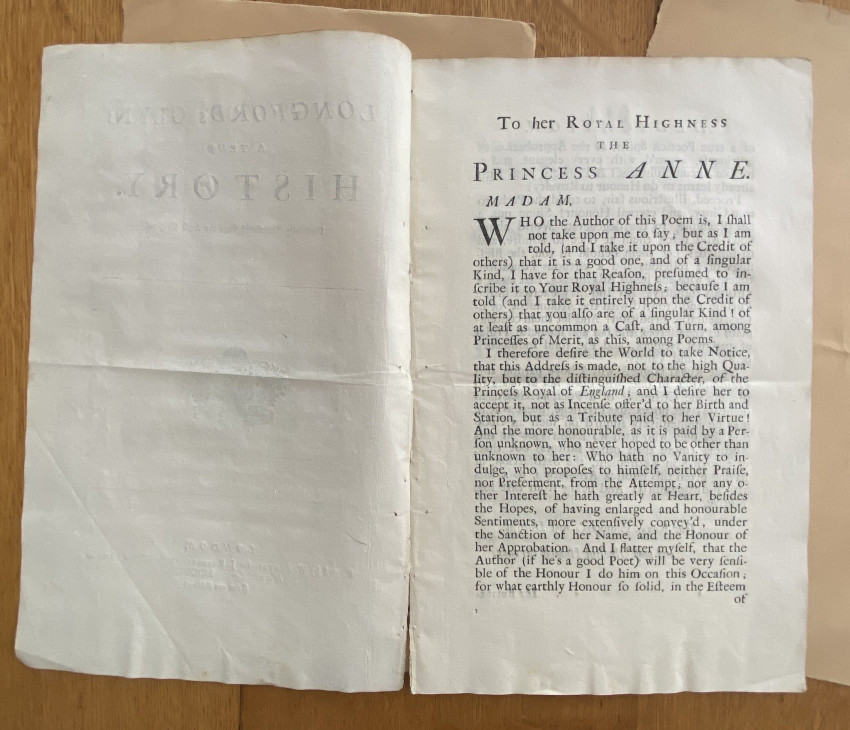 LONGFORD's GLYN:
A TRUE
HISTORY.
LONDON,
To her ROYAL HIGHNESS
THE
PRINCESS ANNE.
MADAM,
WHO the Author of this Poem is, I ſhall
not take upon me to ſay; but as I am
told, (and I take it upon the Credit of
others) that it is a good one, and of a ſingular
Kind, I have for that Reaſon, preſumed to in-
ſcribe it to Your Royal Highneſs; becauſe I am
told (and I take it entirely upon the Credit of
others) that you alſo are of a ſingular Kind! of
at leaſt as uncommon a Caſt, and Turn, among
Princeſſes of Merit, as this, among Poems.
I therefore deſire the World to take Notice,
that this Addreſs is made, not to the high Qua-
lity, but to the diſtinguiſhed Character, of the
Princeſs Royal of England; and I deſire her to
accept it, not as Incenſe offer'd to her Birth and
Station, but as a Tribute paid to her Virtue!
And the more honourable, as it is paid by a Per-
ſon unknown, who never hoped to be other than
unknown to her: Who hath no Vanity to in-
dulge, who propoſes to himſelf, neither Praiſe,
nor Preferment, from the Attempt; nor any o-
ther Intereſt he hath greatly at Heart, beſides
the Hopes, of having enlarged and honourable
Sentiments, more extenſively convey'd, under
the Sanction of her Name, and the Honour of
her Approbation. And I flatter myſelf, that the
Author (if he's a good Poet) will be very ſenſi-
ble of the Honour I do him on this Occaſion;
for what earthly Honour ſo ſolid, in the Eſteem
of